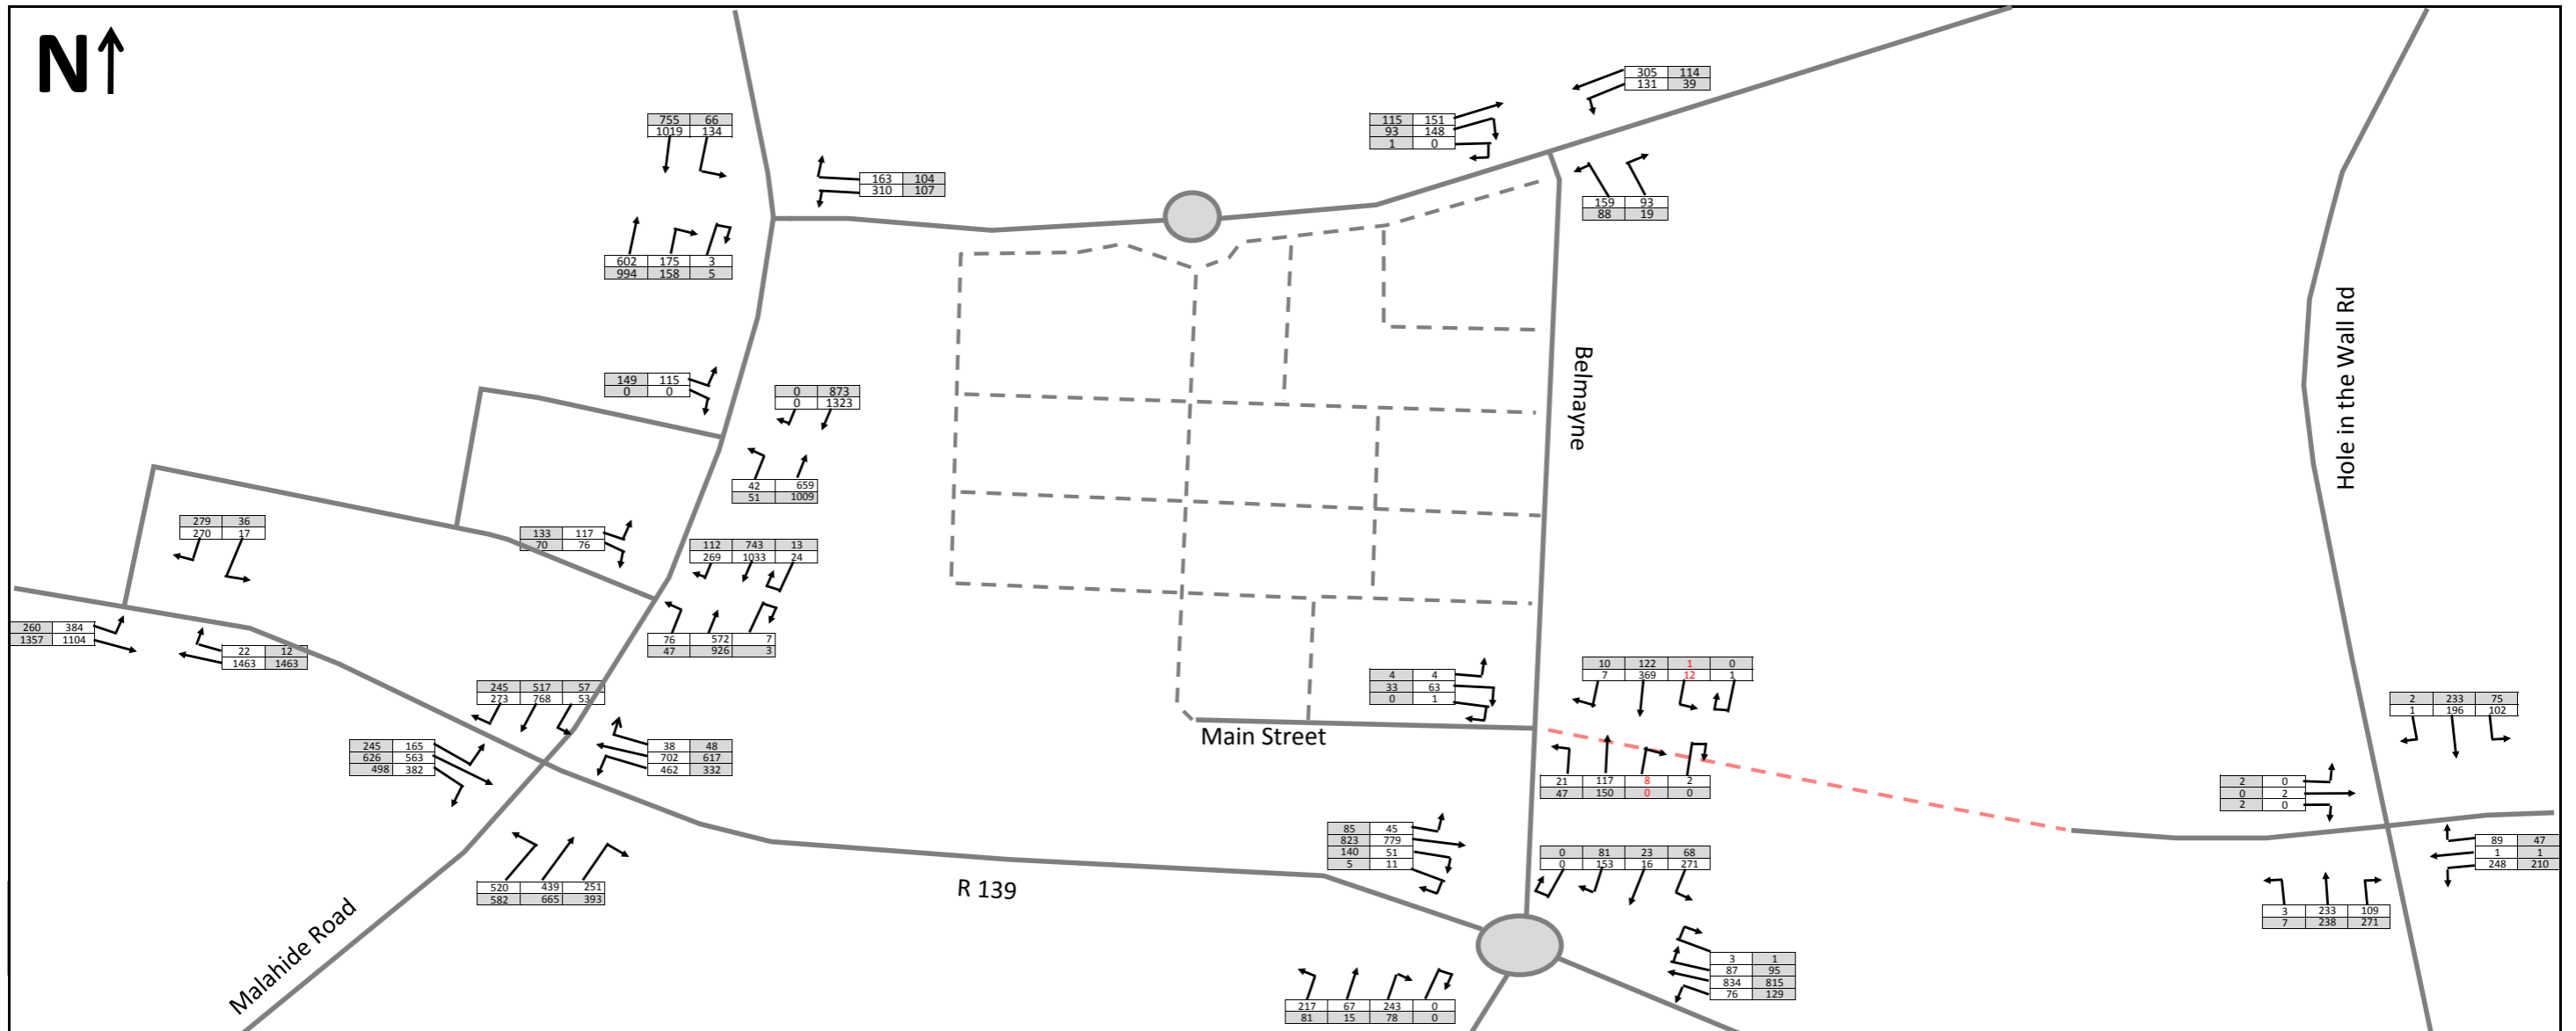 N
305 114
131 39
755 66
1019 134
115 151
93 148
1 0
163 104
310 107
159 93
88 19
602 175 3
994 158 5
Belmayne
Hole in the Wall Rd
149 115
0 0
0 873
0 1323
42 659
51 1009
279 36
270 17
133 117
70 76
112 743 13
269 1033 24
260 384
1357 1104
22 12
1463 1463
76 572 7
47 926 3
4 4
33 63
0 1
10 122 1 0
7 369 12 1
245 517 57
273 768 53
2 233 75
1 196 102
Main Street
245 165
626 563
498 382
38 48
702 617
462 332
21 117 8 2
47 150 0 0
2 0
0 2
2 0
85 45
823 779
140 51
5 11
0 81 23 68
0 153 16 271
89 47
1 1
248 210
520 439 251
582 665 393
R 139
3 233 109
7 238 271
Malahide Road
3 1
87 95
834 815
76 129
217 67 243 0
81 15 78 0